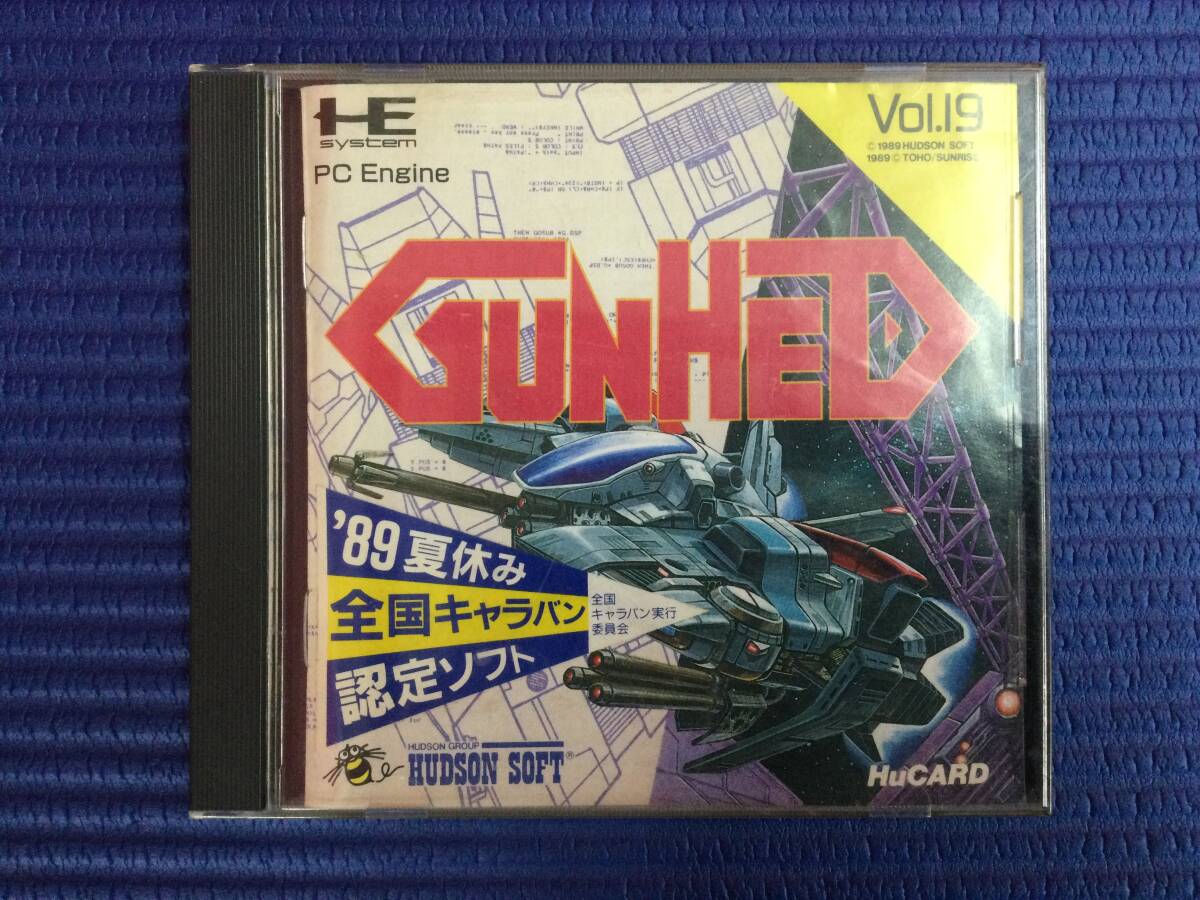 HE
system
PC Engine
Vol.19
© 1989 HUDSON SOFT
1989 © TOHO/SUNRISE
THEN GOSUB
GUNHED
'89 夏休み
全国キャラバン
認定ソフト
全国
キャラバン実行
委員会
HUDSON GROUP
HUDSON SOFT®
HuCARD